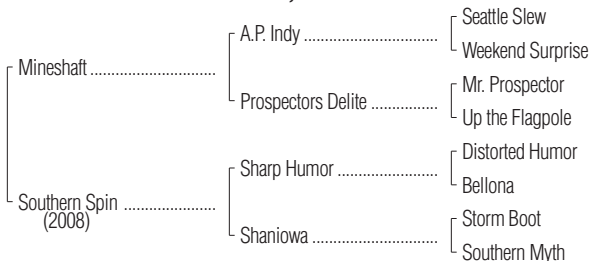 Seattle Slew
A.P. Indy ..............................
Weekend Surprise
Mineshaft ............................
Mr. Prospector
Prospectors Delite ...............
Up the Flagpole
Distorted Humor
Sharp Humor .......................
Bellona
Southern Spin .....................
(2008)
Storm Boot
Shaniowa ............................
Southern Myth